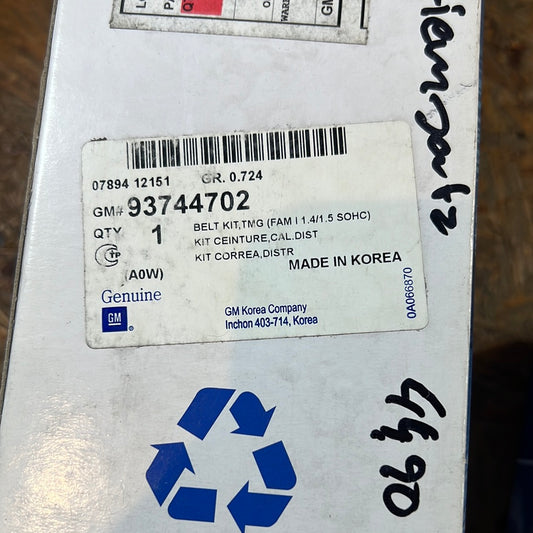 07894 12151 GR. 0.724
GM# 93744702
QTY 1
BELT KIT,TMG (FAM I 1.4/1.5 SOHC)
KIT CEINTURE,CAL.DIST
KIT CORREA,DISTR
MADE IN KOREA
(A0W)
Genuine
GM
GM Korea Company
Inchon 403-714, Korea
0A066870
4490